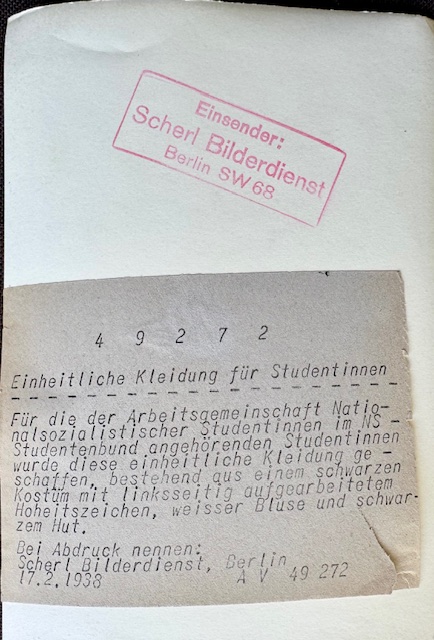 Einsender:
Scherl Bilderdienst
Berlin SW 68
4 9 2 7 2
Einheitliche Kleidung für Studentinnen
Für die der Arbeitsgemeinschaft Natio-
nalsozialistischer Studentinnen im NS -
Studentenbund angehörenden Studentinnen
wurde diese einheitliche Kleidung ge -
schaffen, bestehend aus einem schwarzen
Kostüm mit linksseitig aufgearbeitetem
Hoheitszeichen, weisser Bluse und schwar-
zem Hut.
Bei Abdruck nennen:
Scherl Bilderdienst, Berlin
17.2.1938 A V 49 272